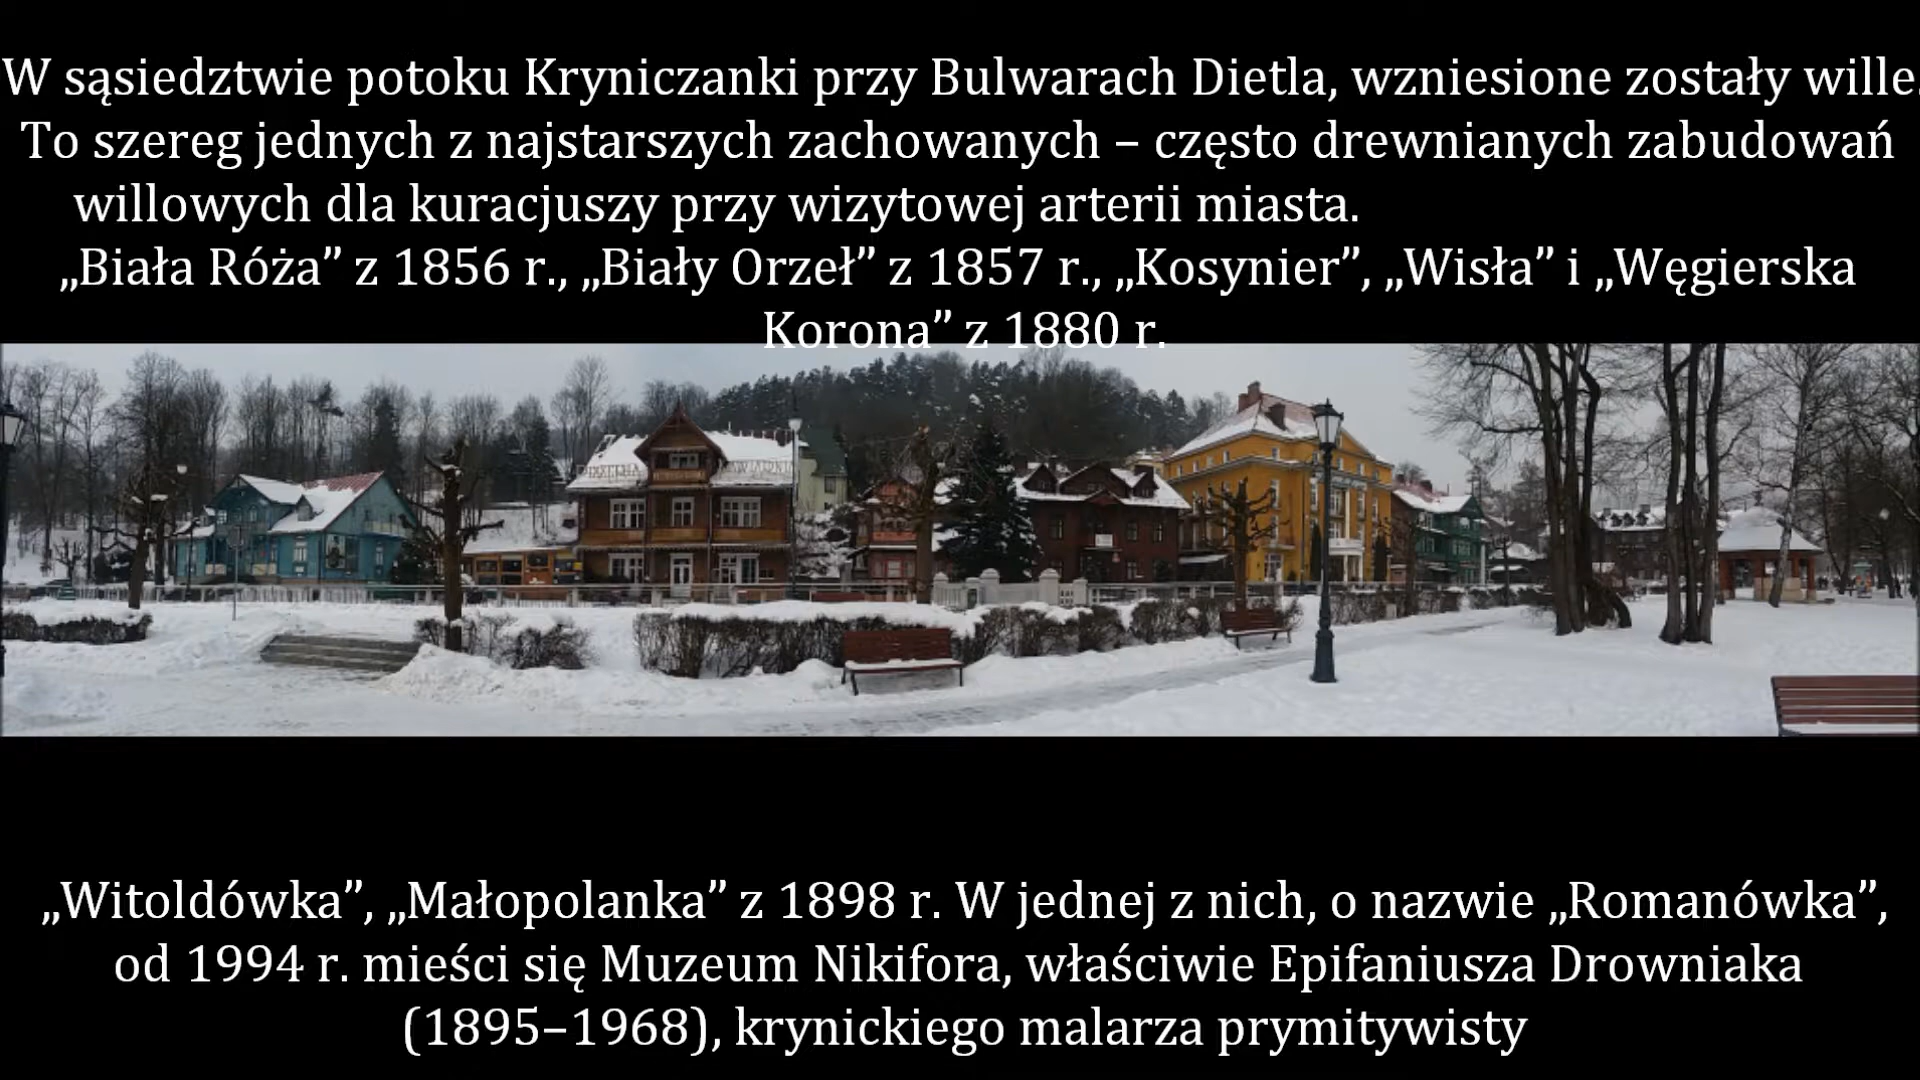 W sąsiedztwie potoku Kryniczanki przy Bulwarach Dietla, wzniesione zostały wille.
To szereg jednych z najstarszych zachowanych – często drewnianych zabudowań
willowych dla kuracjuszy przy wizytowej arterii miasta.
„Biała Róża” z 1856 r., „Biały Orzeł” z 1857 r., „Kosynier”, „Wisła” i „Węgierska
Korona” z 1880 r.
„Witoldówka”, „Małopolanka” z 1898 r. W jednej z nich, o nazwie „Romanówka”,
od 1994 r. mieści się Muzeum Nikifora, właściwie Epifaniusza Drowniaka
(1895–1968), krynickiego malarza prymitywisty